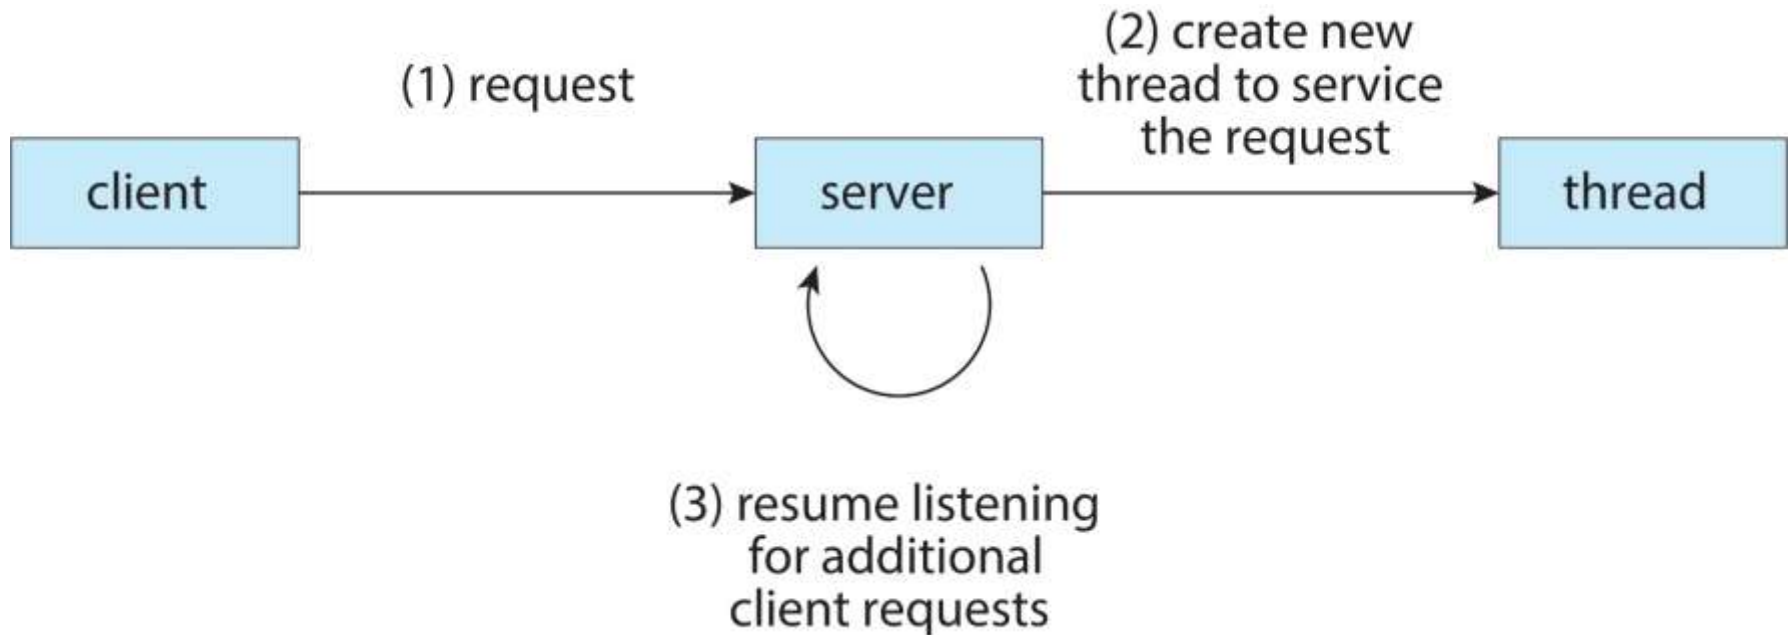 (1) request
(2) create new
thread to service
the request
client
server
thread
(3) resume listening
for additional
client requests